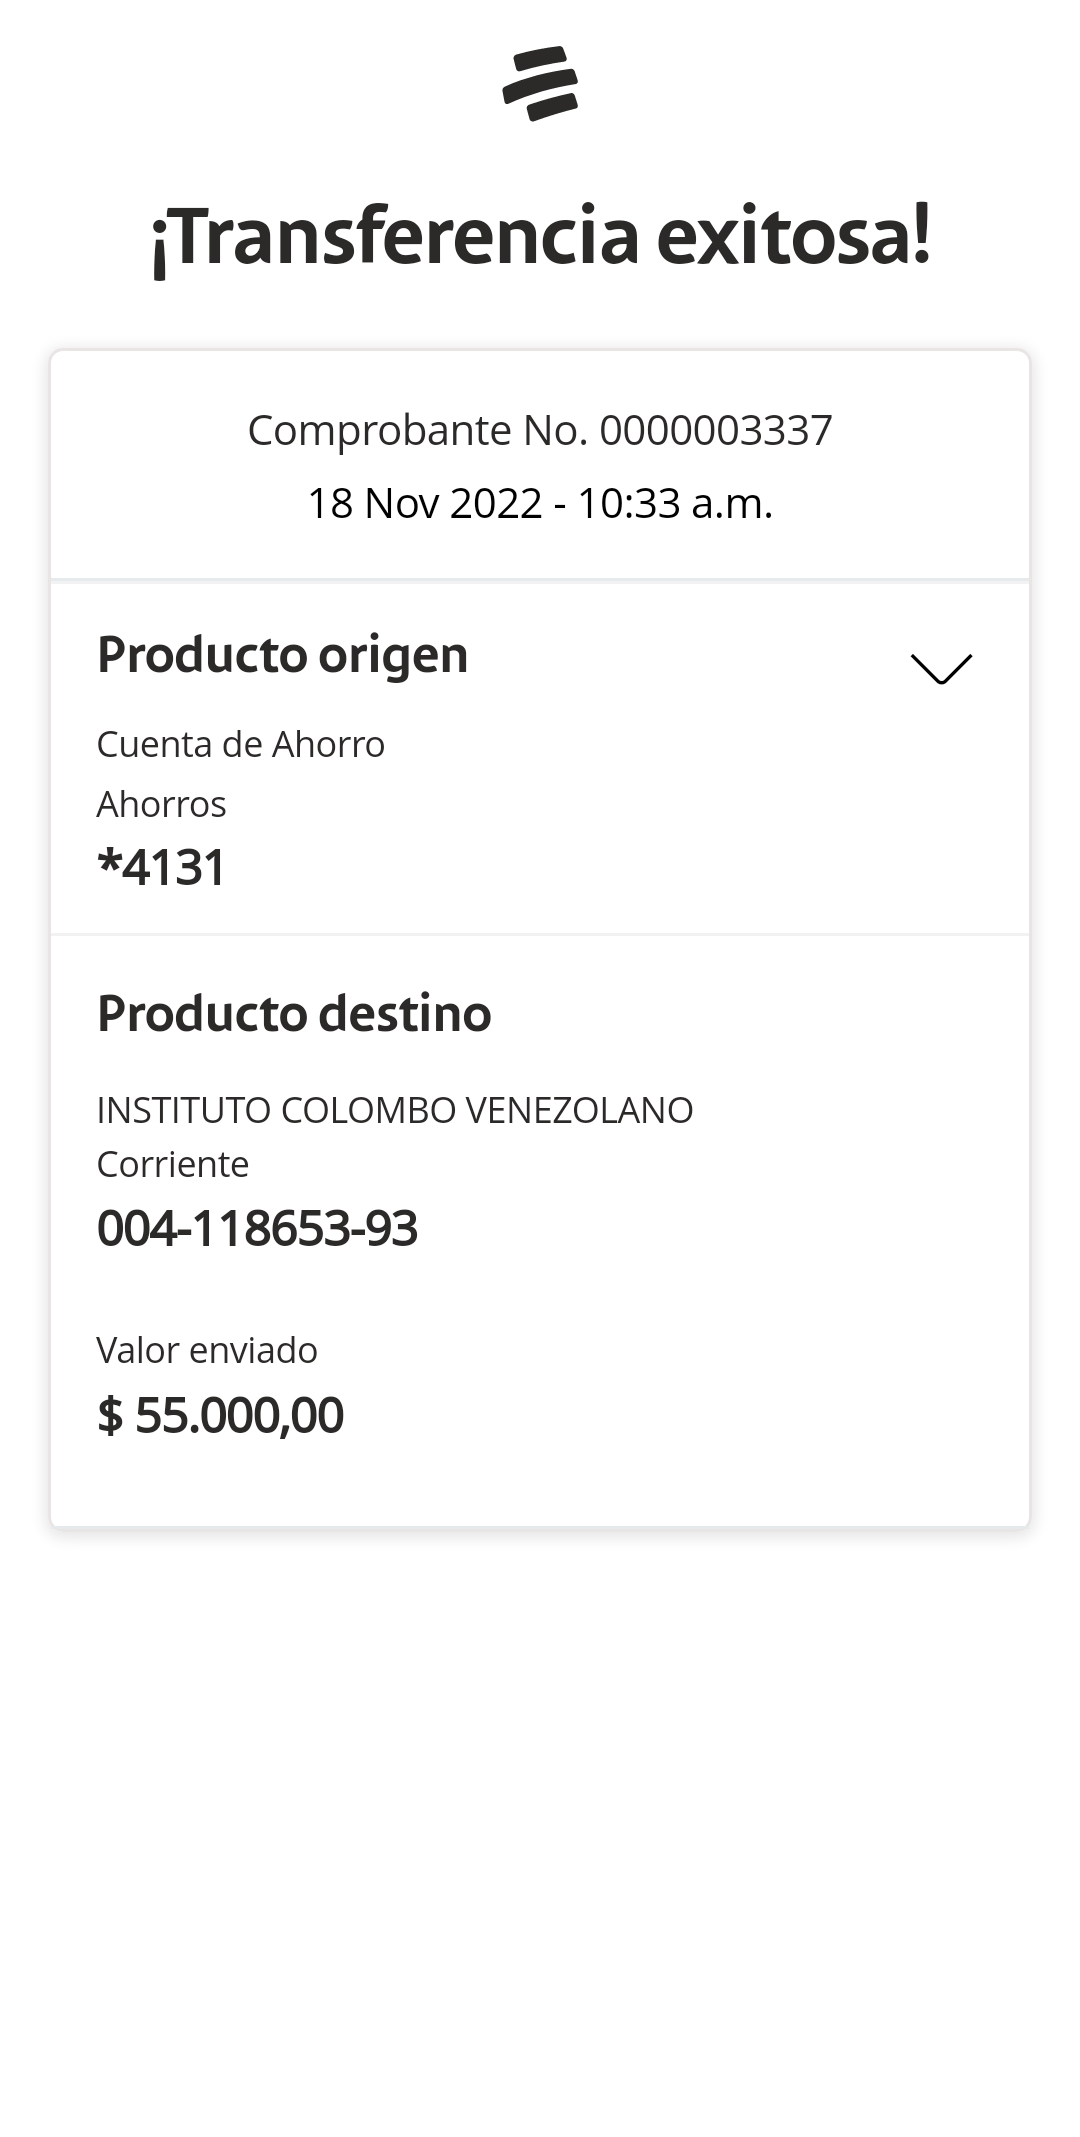 ¡Transferencia exitosa!
Comprobante No. 0000003337
18 Nov 2022 - 10:33 a.m.
Producto origen
Cuenta de Ahorro
Ahorros
*4131
Producto destino
INSTITUTO COLOMBO VENEZOLANO
Corriente
004-118653-93
Valor enviado
$ 55.000,00